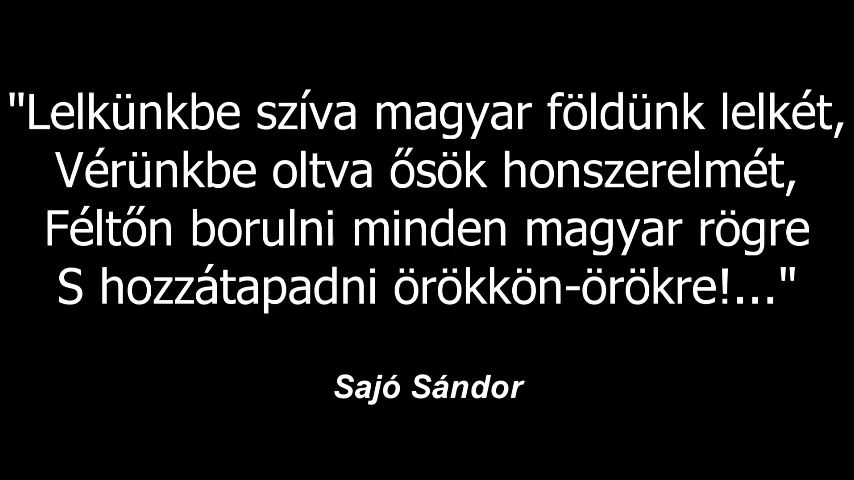 "Lelkünkbe szíva magyar földünk lelkét,
Vérünkbe oltva ősök honszerelmét,
Féltőn borulni minden magyar rögre
S hozzátapadni örökkön-örökre!..."
Sajó Sándor